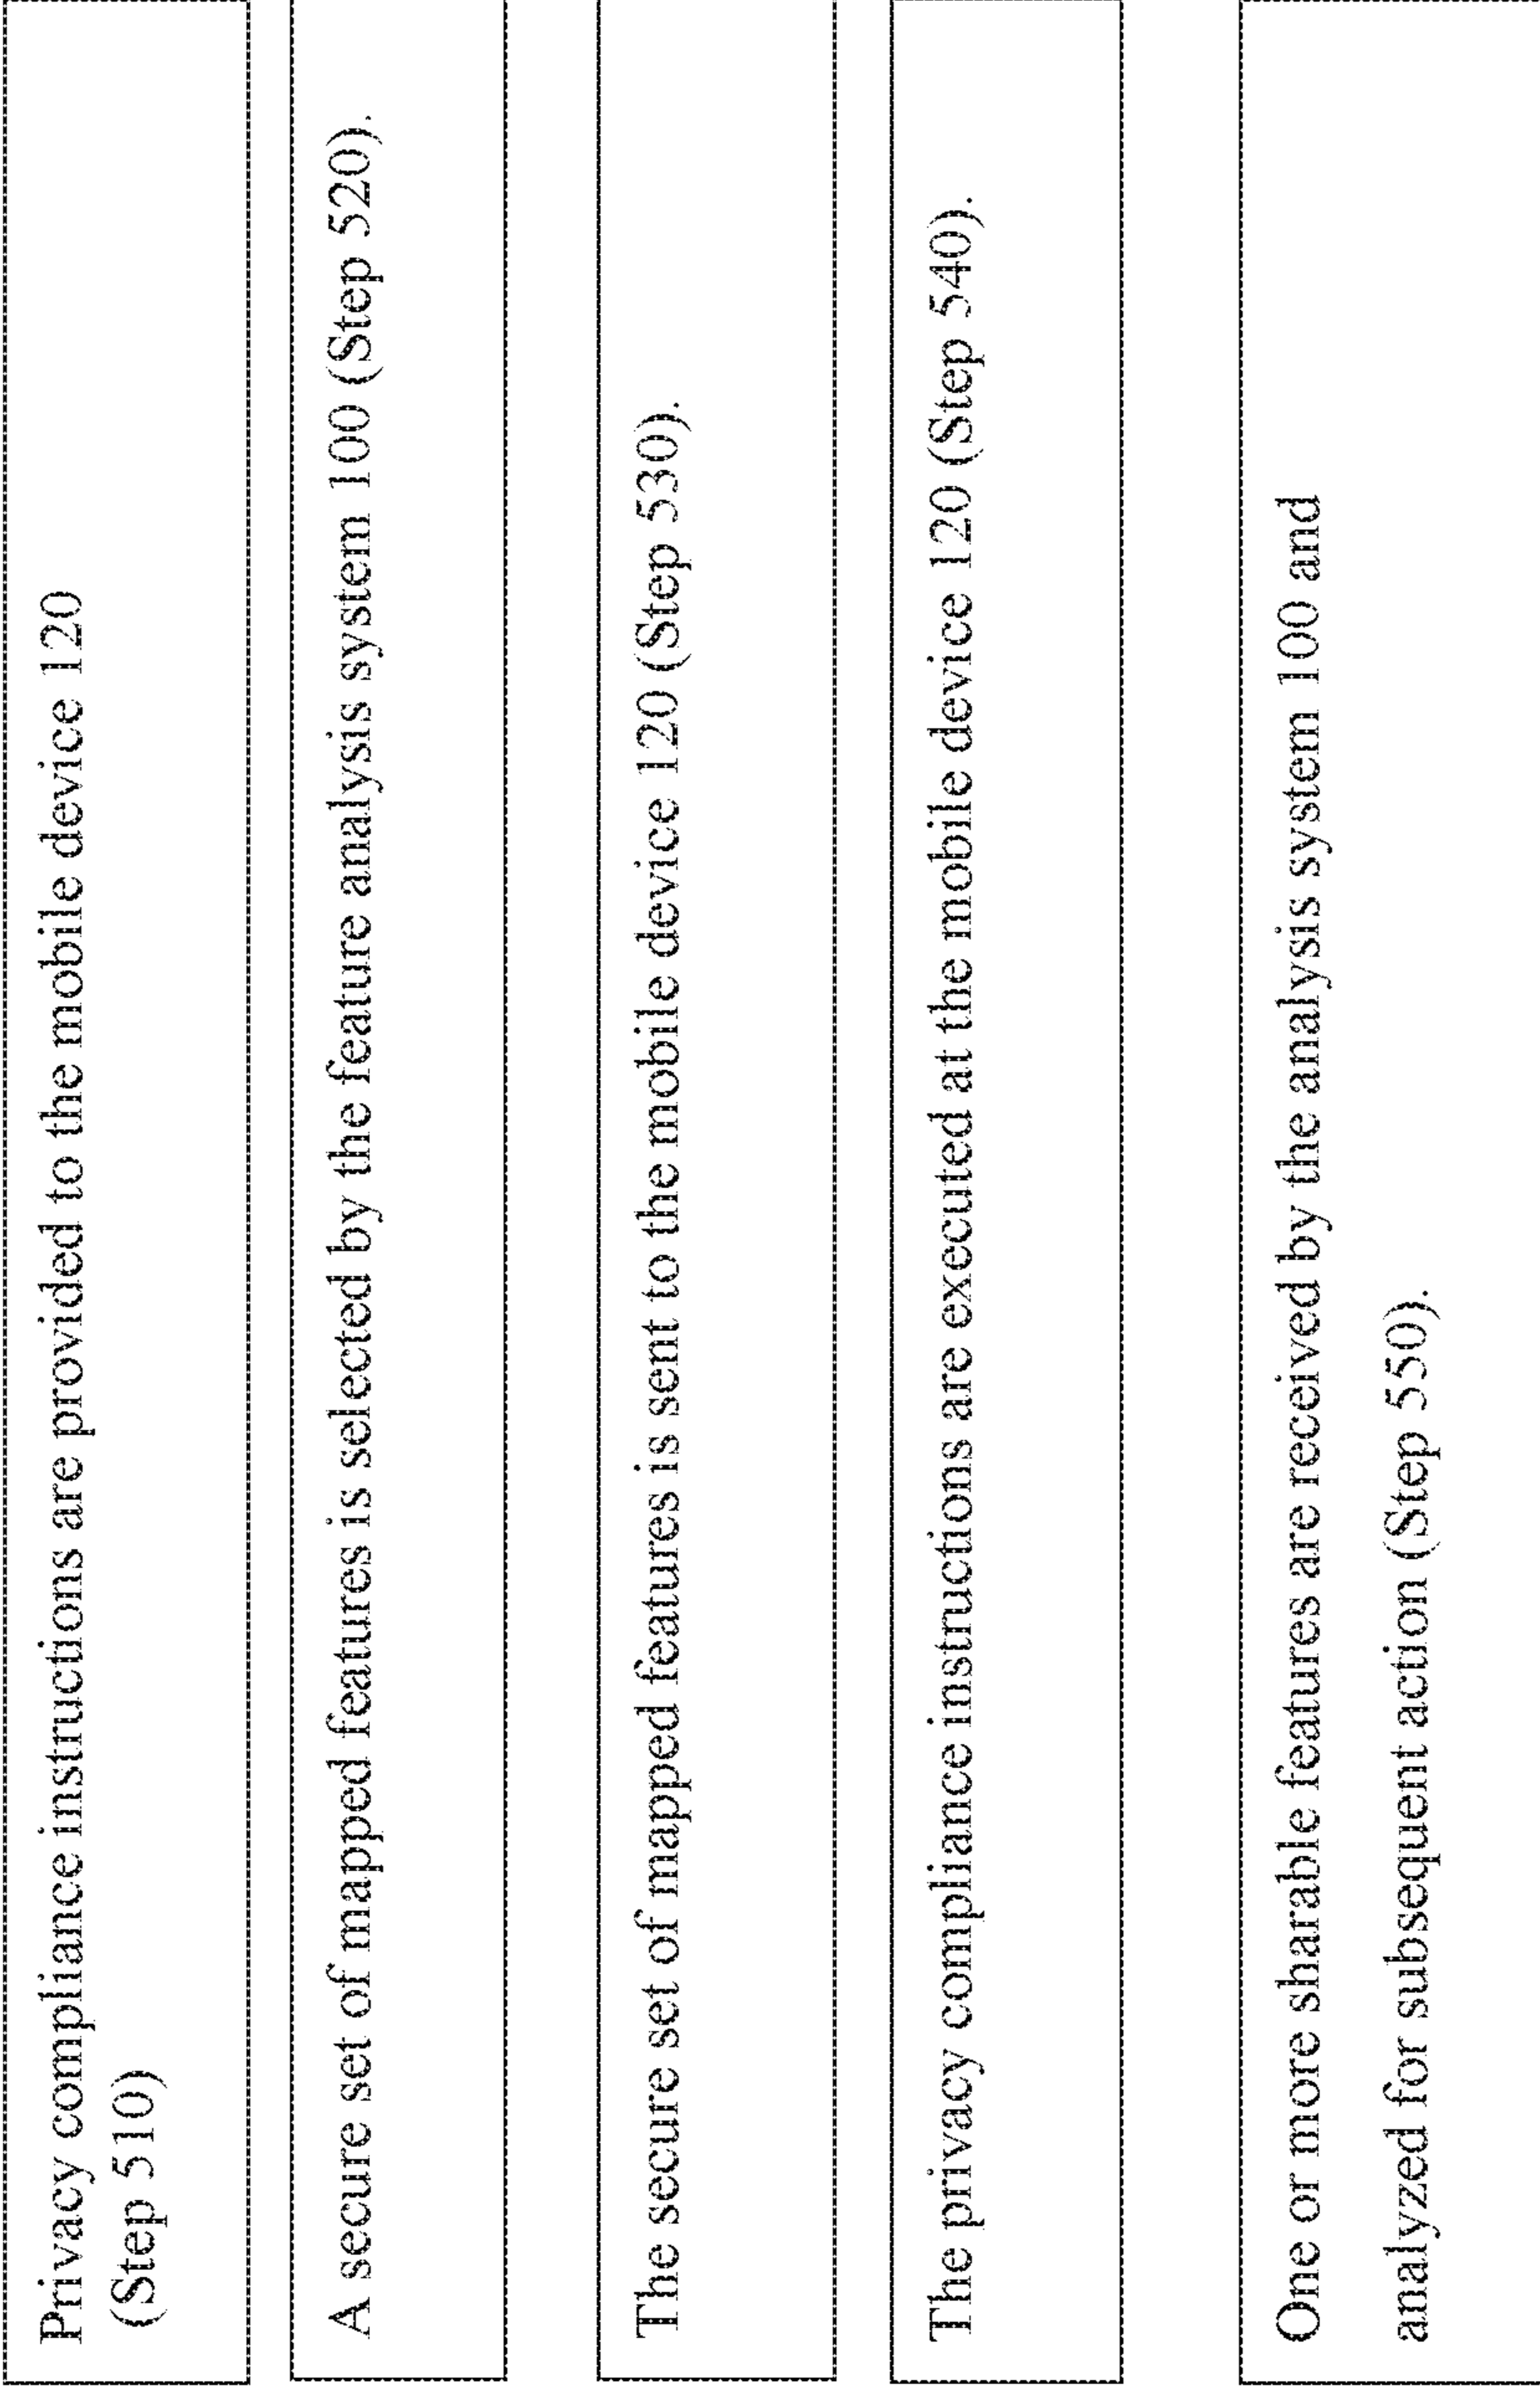 Privacy compliance instructions are provided to the mobile device 120
(Step 510)
A secure set of mapped features is selected by the feature analysis system 100 (Step 520).
The secure set of mapped features is sent to the mobile device 120 (Step 530).
The privacy compliance instructions are executed at the mobile device 120 (Step 540).
One or more sharable features are received by the analysis system 100 and
analyzed for subsequent action (Step 550).